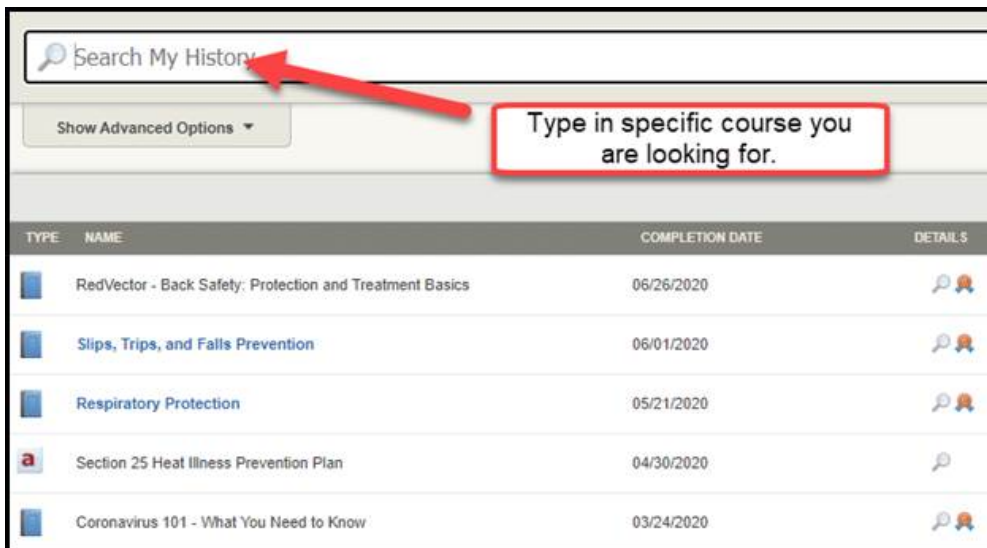 Search My History
Show Advanced Options
Type in specific course you
are looking for.
TYPE NAME COMPLETION DATE DETAILS
RedVector - Back Safety: Protection and Treatment Basics 06/26/2020
Slips, Trips, and Falls Prevention 06/01/2020
Respiratory Protection 05/21/2020
a Section 25 Heat Illness Prevention Plan 04/30/2020
Coronavirus 101 - What You Need to Know 03/24/2020